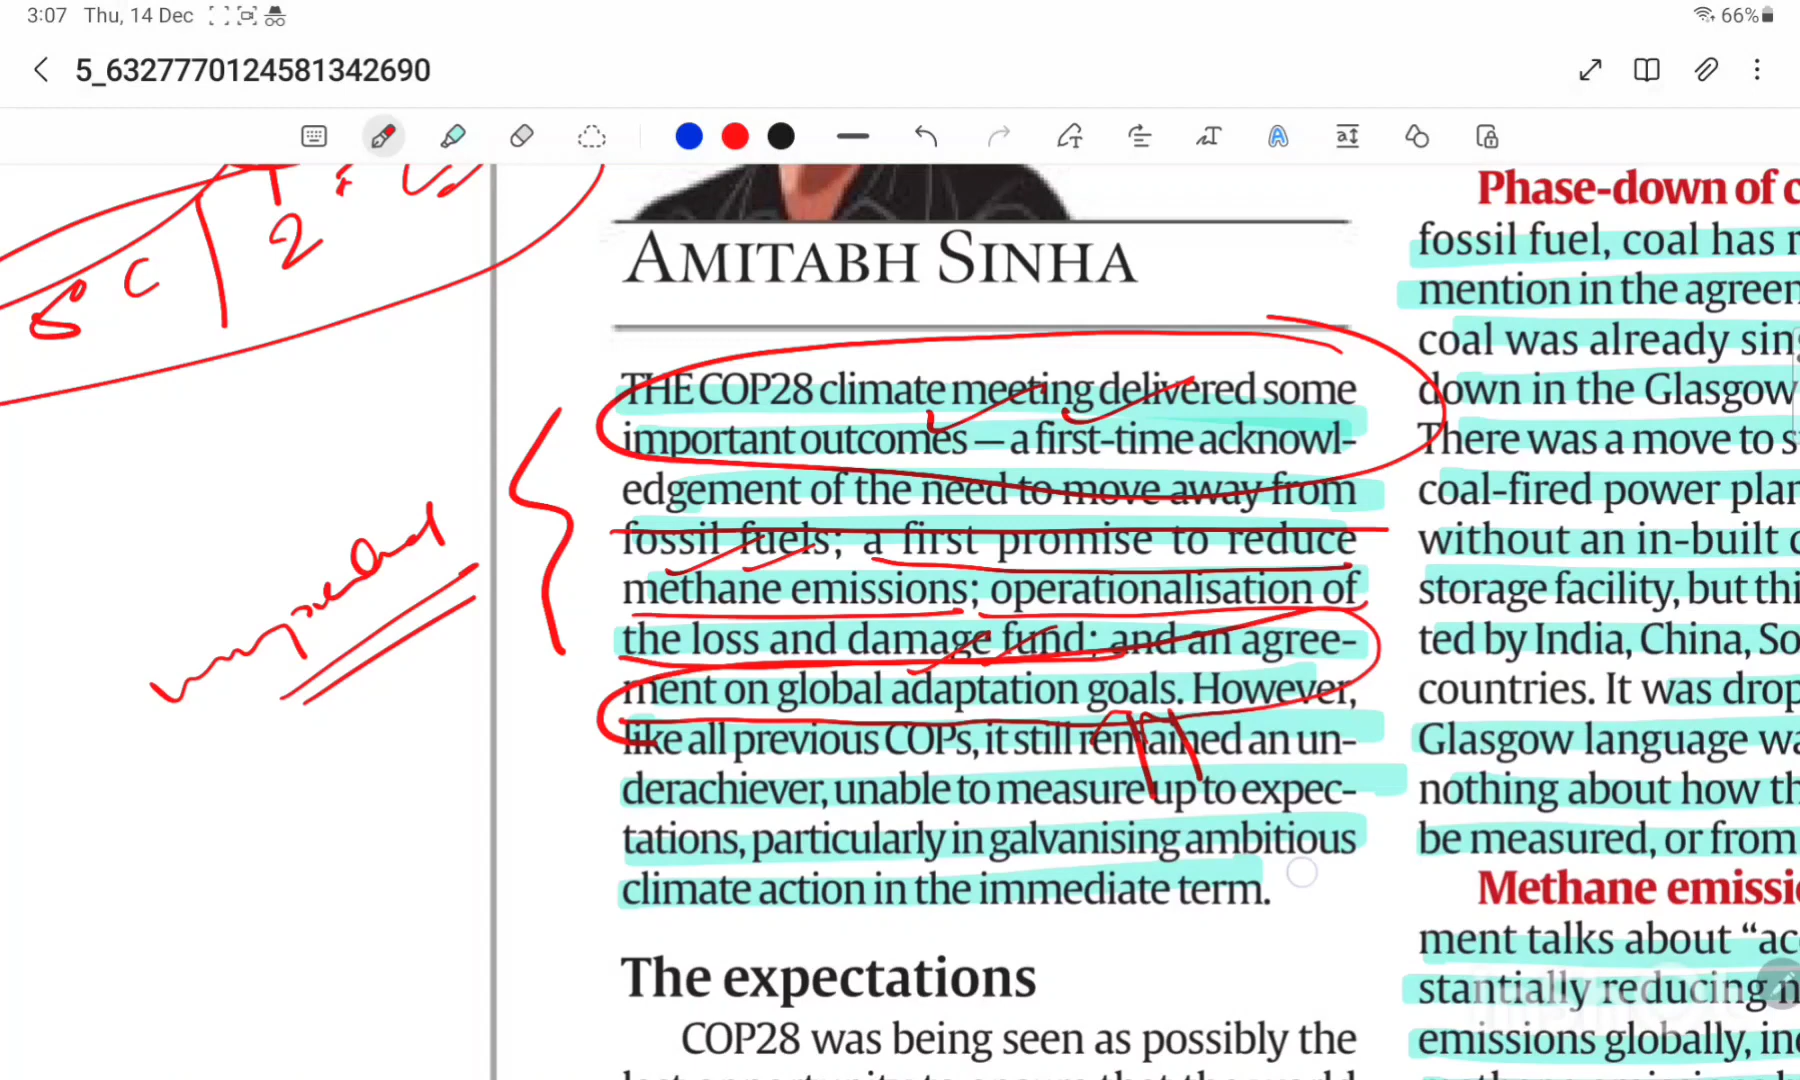 3:07 Thu, 14 Dec
66%
5_6327770124581342690
AMITABH SINHA
THE COP28 climate meeting delivered some
important outcomes — a first-time acknowl-
edgement of the need to move away from
fossil fuels; a first promise to reduce
methane emissions; operationalisation of
the loss and damage fund; and an agree-
ment on global adaptation goals. However,
like all previous COPs, it still remained an un-
derachiever, unable to measure up to expec-
tations, particularly in galvanising ambitious
climate action in the immediate term.
The expectations
COP28 was being seen as possibly the
Phase-down of c
fossil fuel, coal has
mention in the agreem
coal was already sing
down in the Glasgow
There was a move to s
coal-fired power plan
without an in-built c
storage facility, but thi
ted by India, China, So
countries. It was drop
Glasgow language wa
nothing about how th
be measured, or from
Methane emissi
ment talks about “acc
stantially reducing n
emissions globally, inc